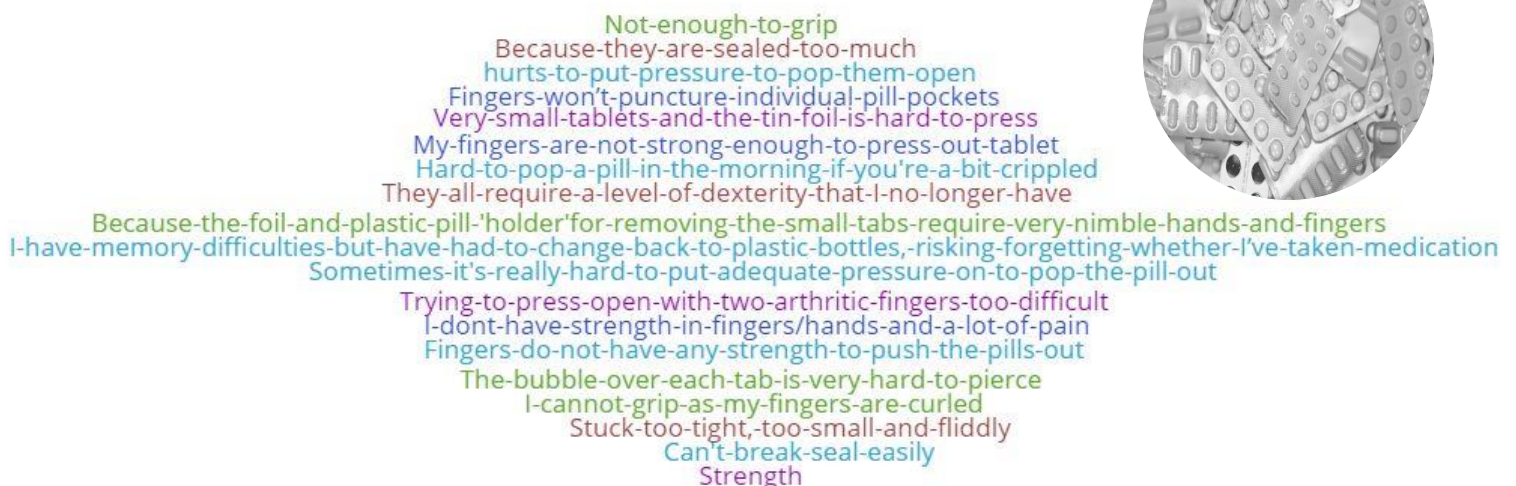 Not-enough-to-grip
Because-they-are-sealed-too-much
hurts-to-put-pressure-to-pop-them-open
Fingers-won’t-puncture-individual-pill-pockets
Very-small-tablets-and-the-tin-foil-is-hard-to-press
My-fingers-are-not-strong-enough-to-press-out-tablet
Hard-to-pop-a-pill-in-the-morning-if-you're-a-bit-crippled
They-all-require-a-level-of-dexterity-that-I-no-longer-have
Because-the-foil-and-plastic-pill-'holder'for-removing-the-small-tabs-require-very-nimble-hands-and-fingers
I-have-memory-difficulties-but-have-had-to-change-back-to-plastic-bottles,-risking-forgetting-whether-I’ve-taken-medication
Sometimes-it's-really-hard-to-put-adequate-pressure-on-to-pop-the-pill-out
Trying-to-press-open-with-two-arthritic-fingers-too-difficult
I-dont-have-strength-in-fingers/hands-and-a-lot-of-pain
Fingers-do-not-have-any-strength-to-push-the-pills-out
The-bubble-over-each-tab-is-very-hard-to-pierce
I-cannot-grip-as-my-fingers-are-curled
Stuck-too-tight,-too-small-and-fliddly
Can't-break-seal-easily
Strength